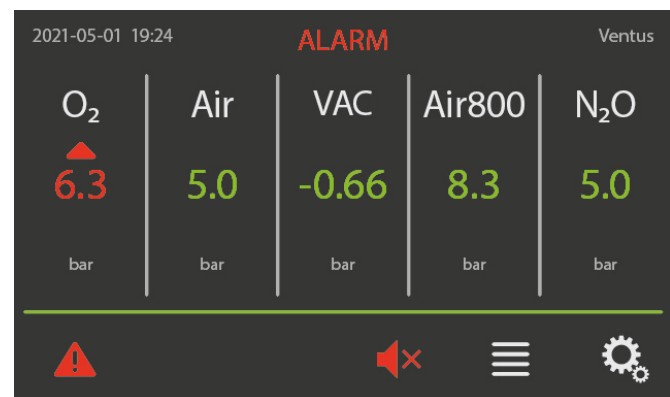 2021-05-01 19:24 ALARM Ventus
O₂ Air VAC Air800 N₂O
6.3 5.0 -0.66 8.3 5.0
bar bar bar bar bar